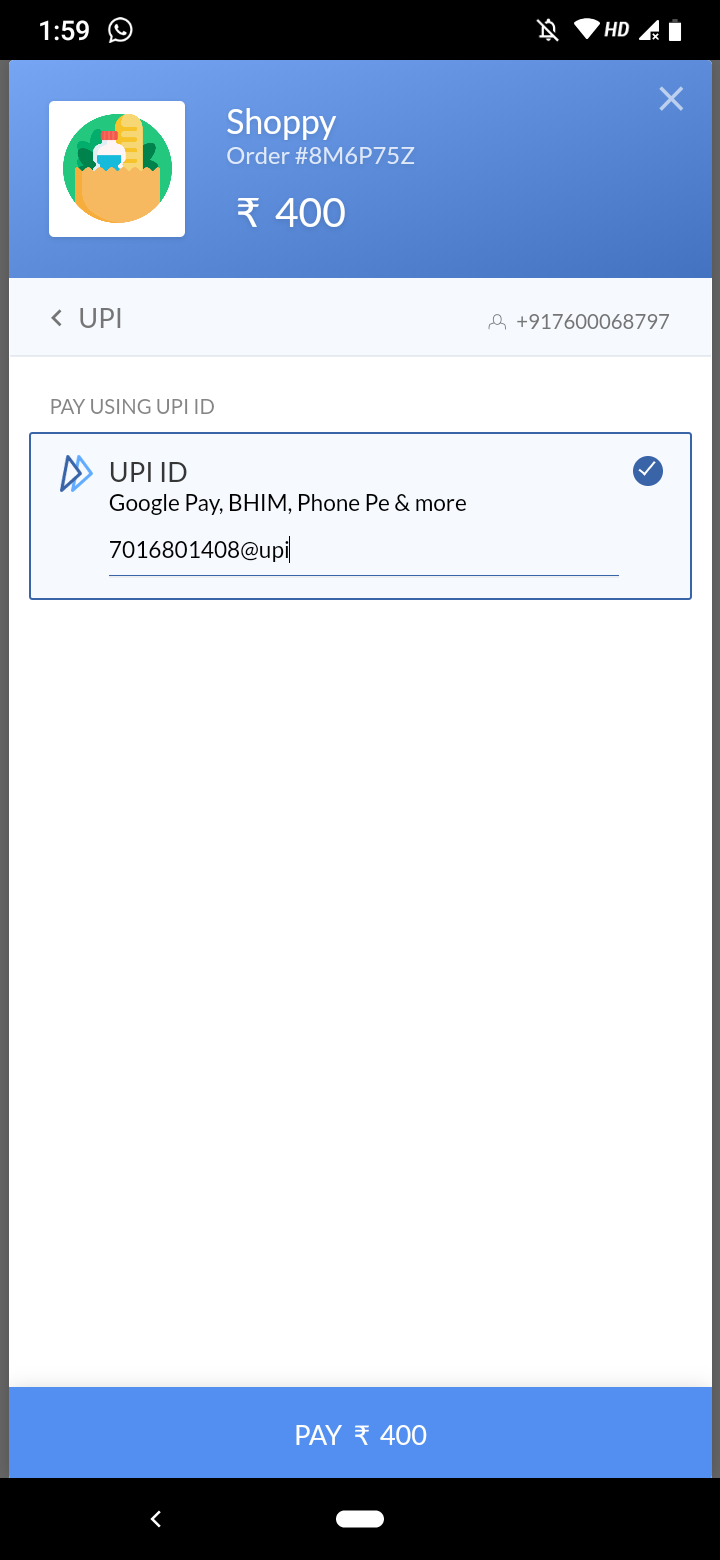 1:59
HD
Shoppy
Order #8M6P75Z
₹ 400
UPI
+917600068797
PAY USING UPI ID
UPI ID
Google Pay, BHIM, Phone Pe & more
7016801408@upi
PAY ₹ 400